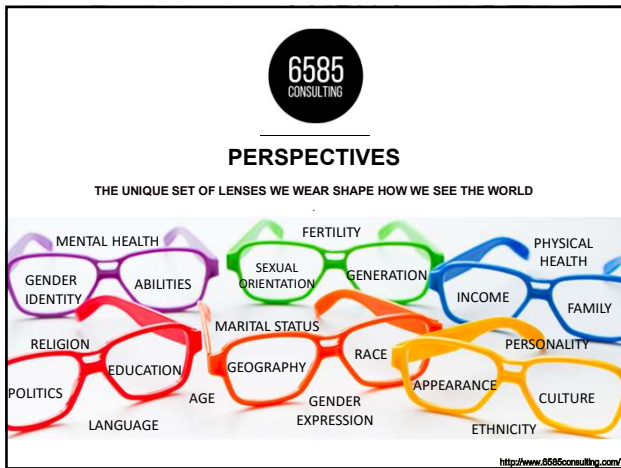 6585
CONSULTING
PERSPECTIVES
THE UNIQUE SET OF LENSES WE WEAR SHAPE HOW WE SEE THE WORLD
.
MENTAL HEALTH
FERTILITY
PHYSICAL
HEALTH
GENDER
IDENTITY
ABILITIES
SEXUAL
ORIENTATION
GENERATION
INCOME
FAMILY
RELIGION
MARITAL STATUS
PERSONALITY
POLITICS
EDUCATION
AGE
GEOGRAPHY
RACE
APPEARANCE
CULTURE
LANGUAGE
GENDER
EXPRESSION
ETHNICITY
http://www.6585consulting.com/